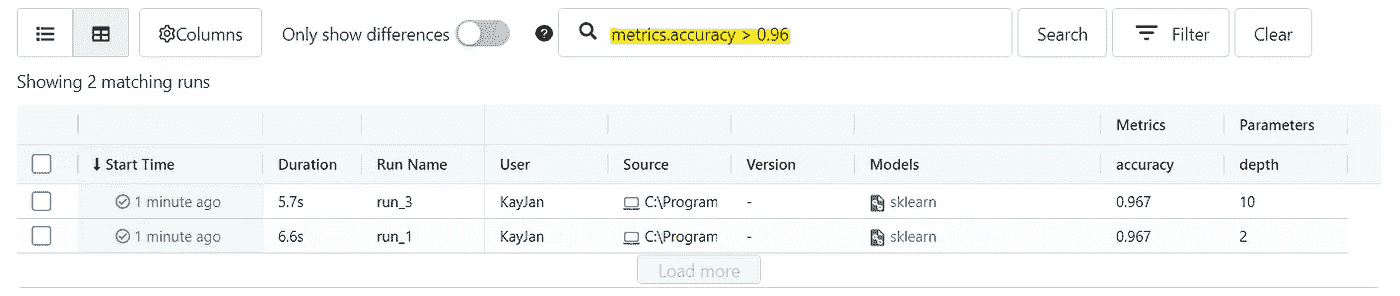 Columns Only show differences ? metrics.accuracy > 0.96 Search Filter Clear
Showing 2 matching runs
Metrics Parameters
↓ Start Time Duration Run Name User Source Version Models accuracy depth
1 minute ago 5.7s run_3 KayJan C:\Program - sklearn 0.967 10
1 minute ago 6.6s run_1 KayJan C:\Program - sklearn 0.967 2
Load more